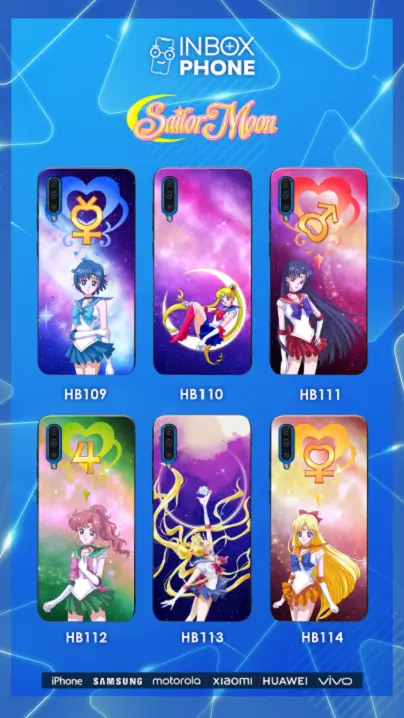 INBOX
PHONE
Sailor Moon
HB109
HB110
HB111
HB112
HB113
HB114
iPhone SAMSUNG motorola xiaomi HUAWEI vivo